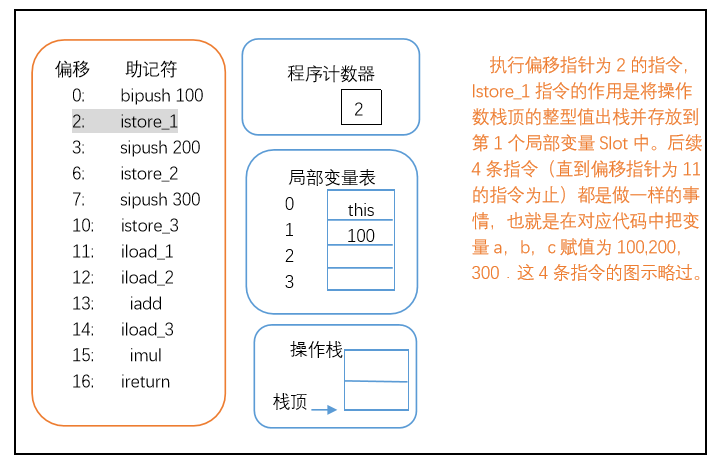 偏移 助记符
0: bipush 100
2: istore_1
3: sipush 200
6: istore_2
7: sipush 300
10: istore_3
11: iload_1
12: iload_2
13: iadd
14: iload_3
15: imul
16: ireturn
程序计数器
2
局部变量表
0 this
1 100
2
3
操作栈
栈顶
执行偏移指针为 2 的指令，
Istore_1 指令的作用是将操作
数栈顶的整型值出栈并存放到
第 1 个局部变量 Slot 中。后续
4 条指令（直到偏移指针为 11
的指令为止）都是做一样的事
情，也就是在对应代码中把变
量 a，b，c 赋值为 100,200，
300．这 4 条指令的图示略过。